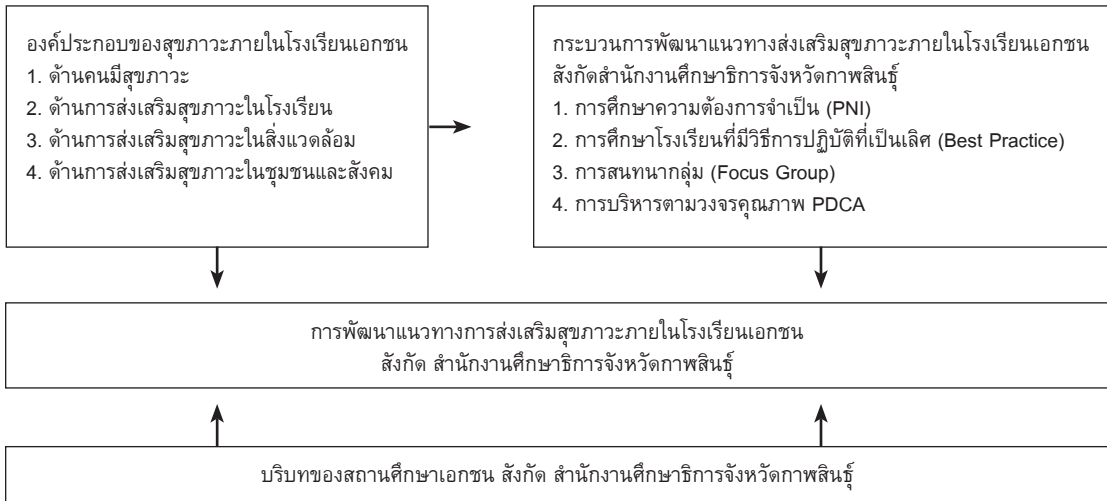 องค์ประกอบของสุขภาวะภายในโรงเรียนเอกชน
1. ด้านคนมีสุขภาวะ
2. ด้านการส่งเสริมสุขภาวะในโรงเรียน
3. ด้านการส่งเสริมสุขภาวะในสิ่งแวดล้อม
4. ด้านการส่งเสริมสุขภาวะในชุมชนและสังคม
กระบวนการพัฒนาแนวทางส่งเสริมสุขภาวะภายในโรงเรียนเอกชน
สังกัดสำนักงานศึกษาธิการจังหวัดกาฬสินธุ์
1. การศึกษาความต้องการจำเป็น (PNI)
2. การศึกษาโรงเรียนที่มีวิธีการปฏิบัติที่เป็นเลิศ (Best Practice)
3. การสนทนากลุ่ม (Focus Group)
4. การบริหารตามวงจรคุณภาพ PDCA
การพัฒนาแนวทางการส่งเสริมสุขภาวะภายในโรงเรียนเอกชน
สังกัด สำนักงานศึกษาธิการจังหวัดกาฬสินธุ์
บริบทของสถานศึกษาเอกชน สังกัด สำนักงานศึกษาธิการจังหวัดกาฬสินธุ์